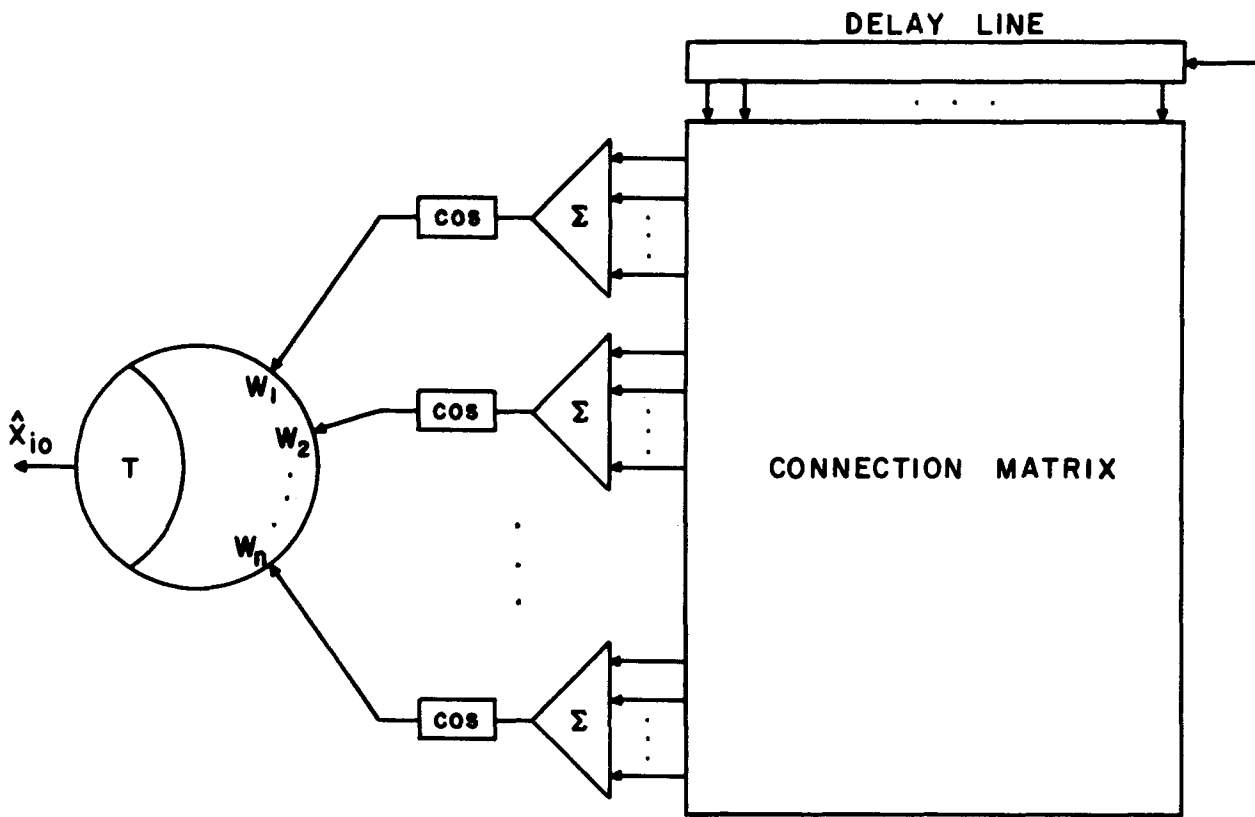 DELAY LINE
cos
Σ
W₁
cos
Σ
W₂
x̂ᵢₒ
T
CONNECTION MATRIX
Wₙ
cos
Σ